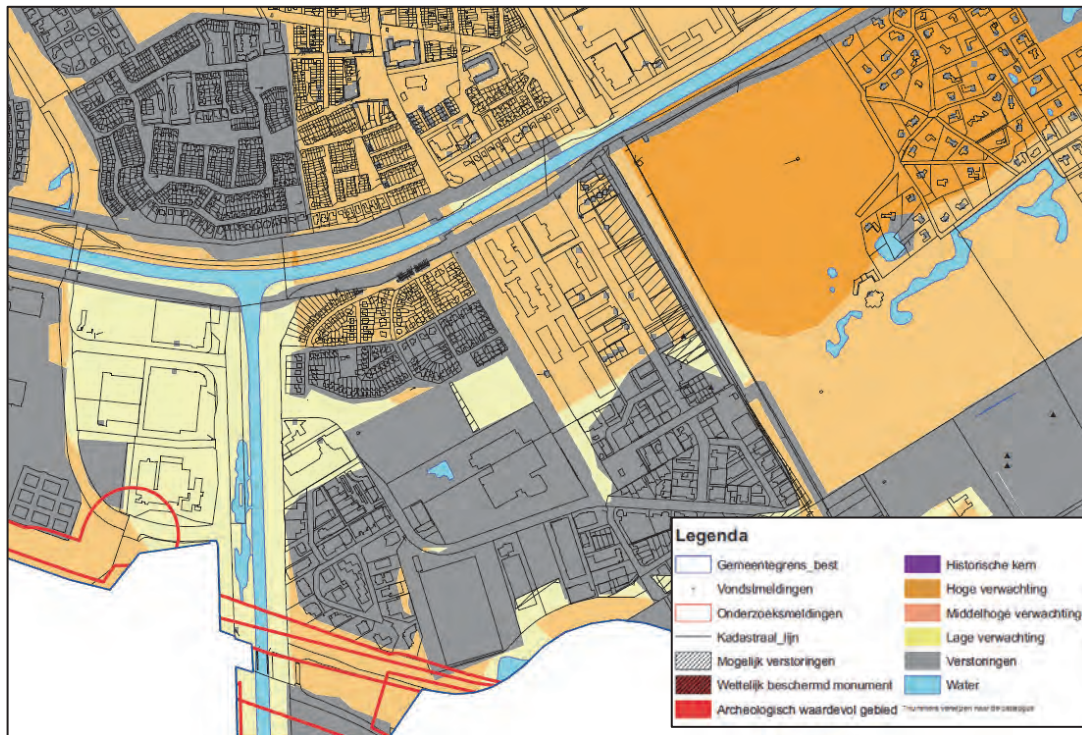 Legenda
Gemeentegrens_best
Vondstmeldingen
Onderzoeksmeldingen
Kadastraal_lijn
Mogelijk verstoringen
Wettelijk beschermd monument
Archeologisch waardevol gebied
Historische kern
Hoge verwachting
Middelhoge verwachting
Lage verwachting
Verstoringen
Water